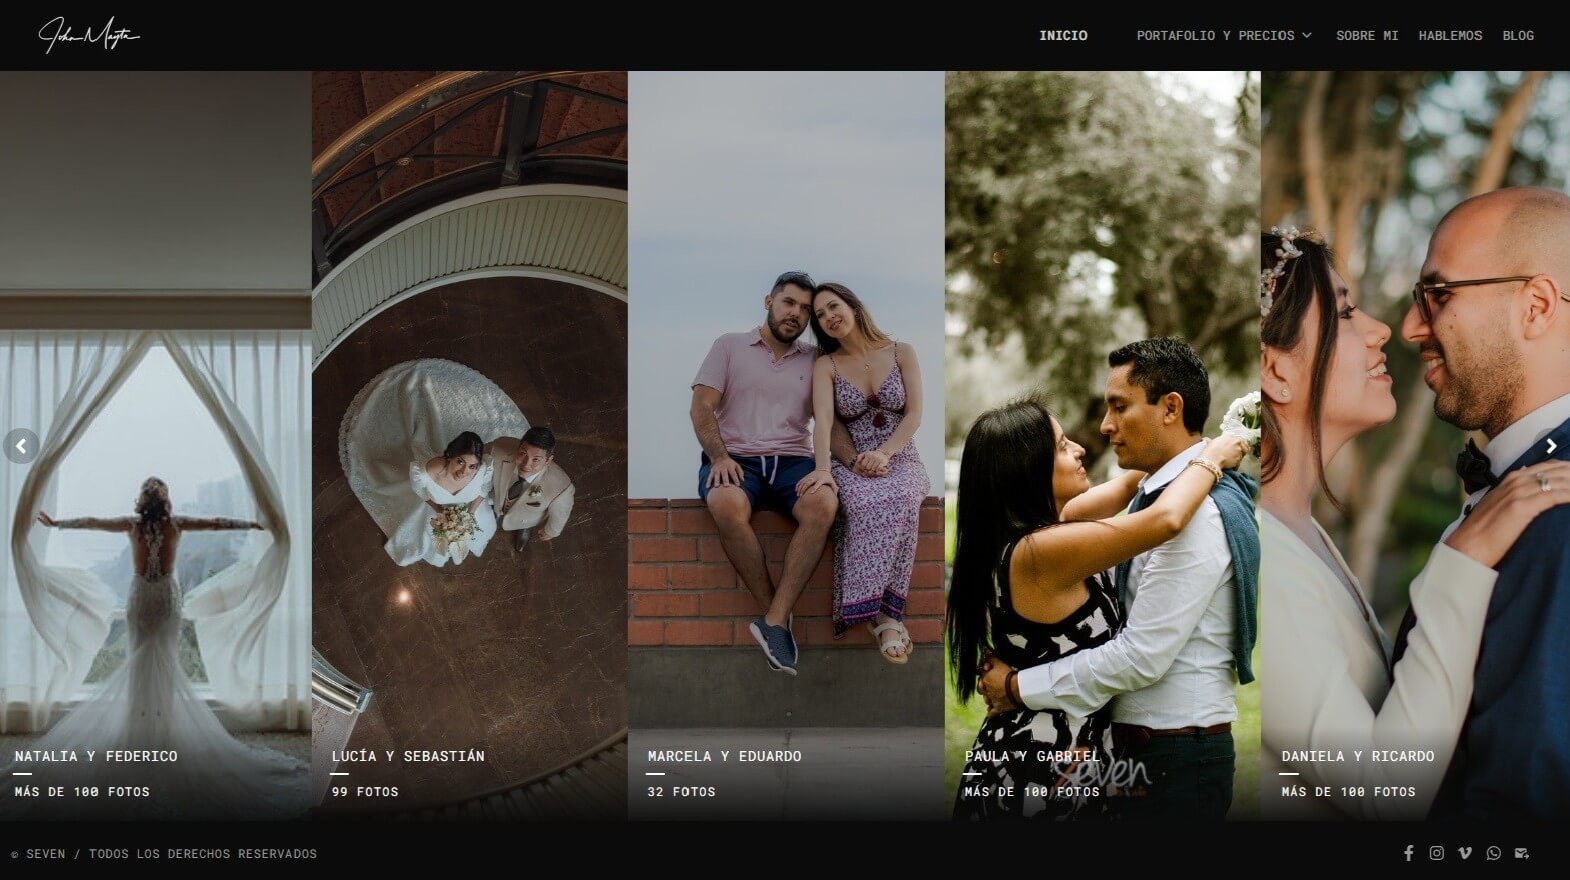 John Mayta
INICIO
PORTAFOLIO Y PRECIOS
SOBRE MI
HABLEMOS
BLOG
NATALIA Y FEDERICO
MÁS DE 100 FOTOS
LUCÍA Y SEBASTIÁN
99 FOTOS
MARCELA Y EDUARDO
32 FOTOS
PAULA Y GABRIEL
Seven
MÁS DE 100 FOTOS
DANIELA Y RICARDO
MÁS DE 100 FOTOS
© SEVEN / TODOS LOS DERECHOS RESERVADOS